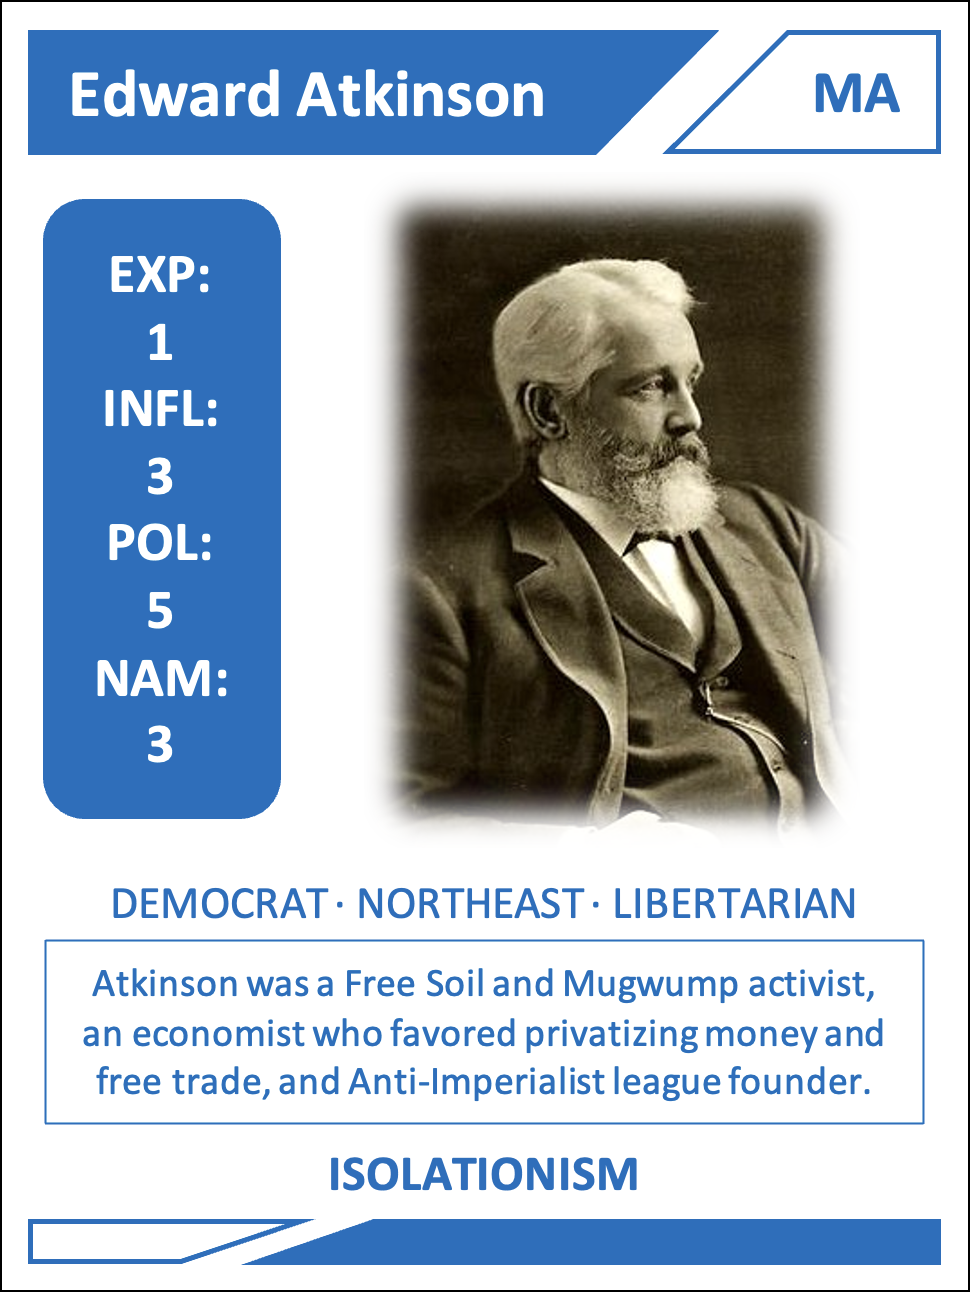 Edward Atkinson
MA
EXP:
1
INFL:
3
POL:
5
NAM:
3
DEMOCRAT · NORTHEAST · LIBERTARIAN
Atkinson was a Free Soil and Mugwump activist,
an economist who favored privatizing money and
free trade, and Anti-Imperialist league founder.
ISOLATIONISM